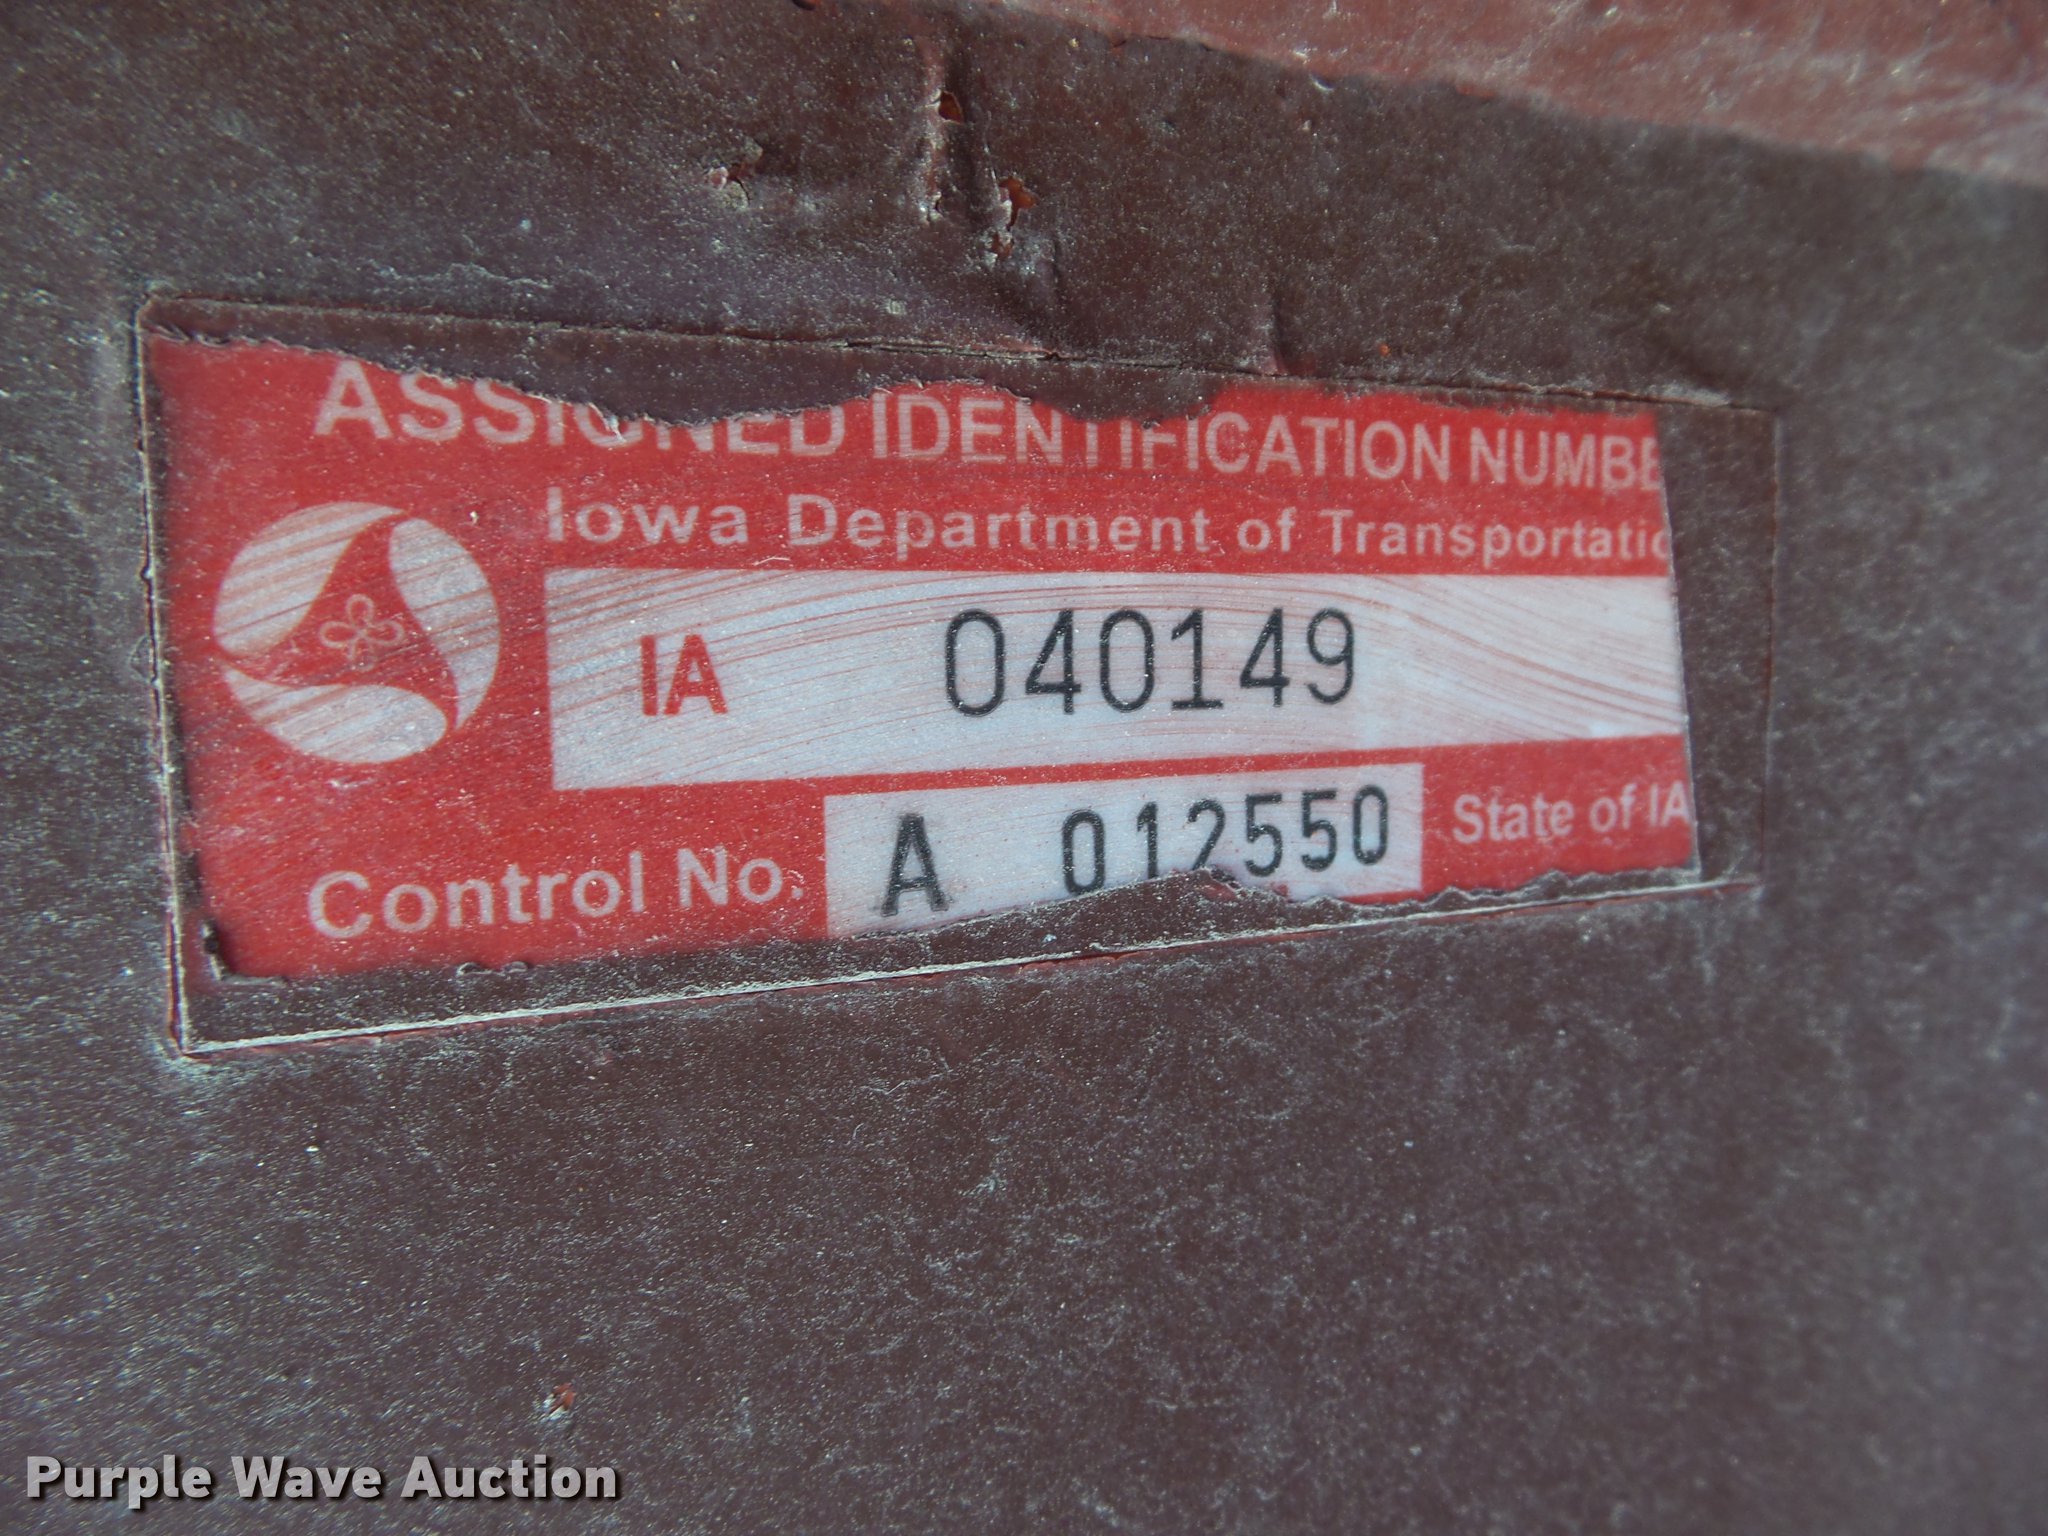 ASSIGNED IDENTIFICATION NUMBE
Iowa Department of Transportatio
IA 040149
Control No. A 012550 State of IA
Purple Wave Auction